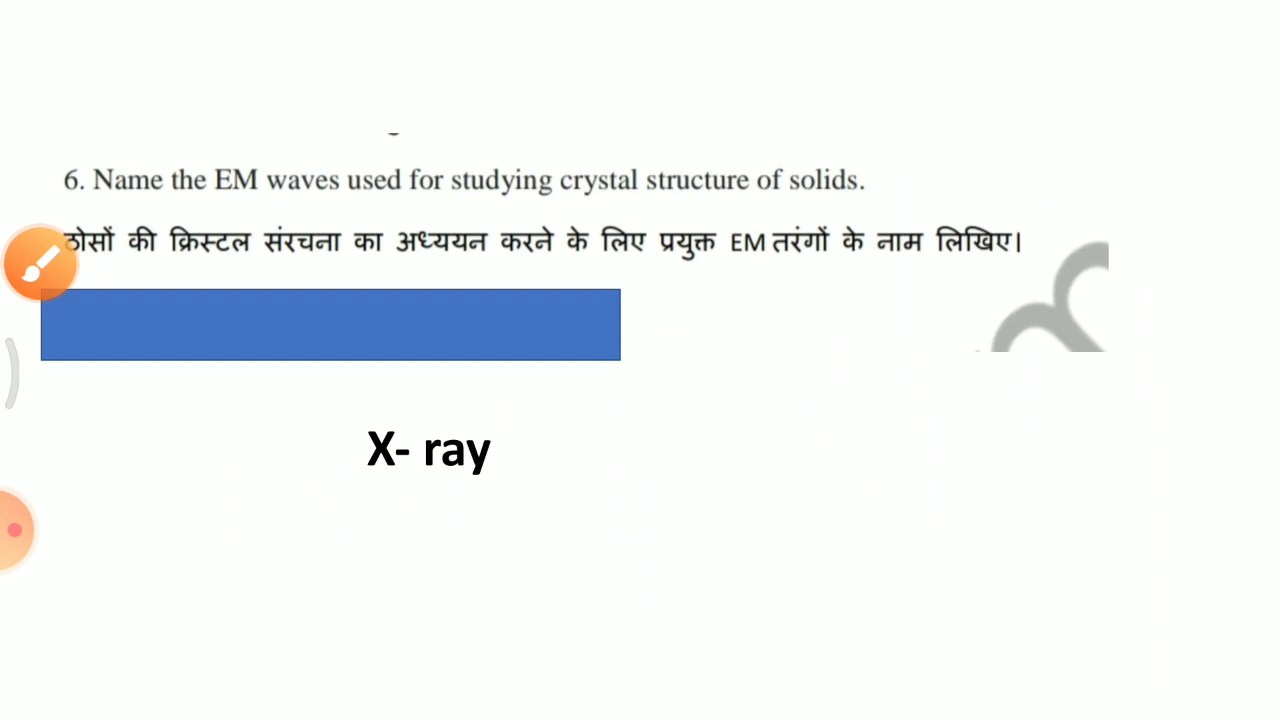 6. Name the EM waves used for studying crystal structure of solids.
ठोसों की क्रिस्टल संरचना का अध्ययन करने के लिए प्रयुक्त EM तरंगों के नाम लिखिए।
X- ray